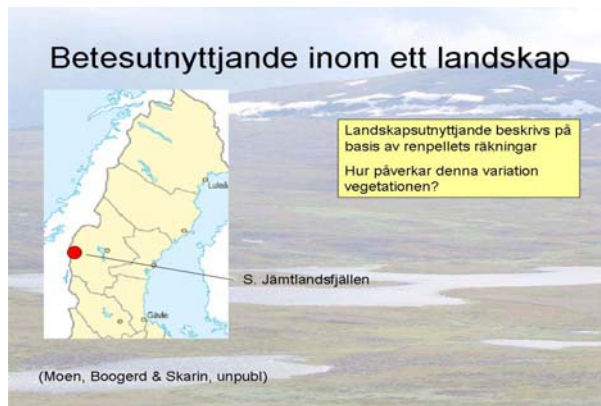 Betesutnyttjande inom ett landskap
Landskapsutnyttjande beskrivs på
basis av renpellets räkningar
Hur påverkar denna variation
vegetationen?
Luleå
S. Jämtlandsfjällen
Gävle
(Moen, Boogerd & Skarin, unpubl)